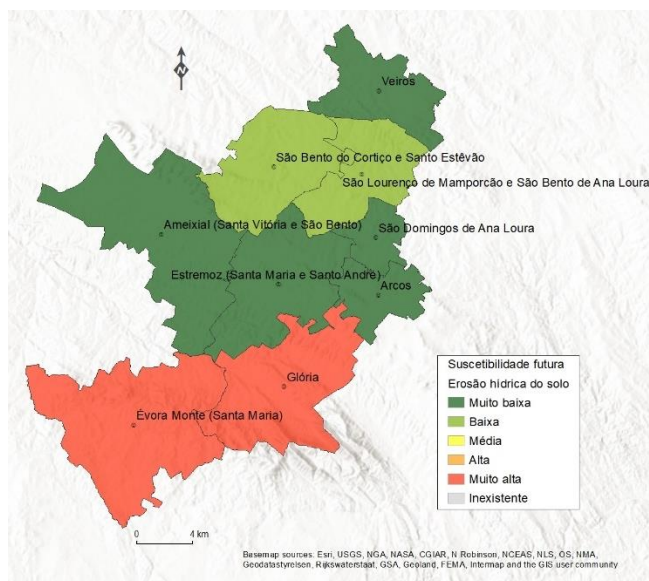 N
Veiros
São Bento do Cortiço e Santo Estêvão
São Lourenço de Mamporcão e São Bento de Ana Loura
Ameixial (Santa Vitória e São Bento)
São Domingos de Ana Loura
Estremoz (Santa Maria e Santo André)
Arcos
Glória
Évora Monte (Santa Maria)
Suscetibilidade futura
Erosão hídrica do solo
Muito baixa
Baixa
Média
Alta
Muito alta
Inexistente
0 4 km
Basemap sources: Esri, USGS, NGA, NASA, CGIAR, N Robinson, NCEAS, NLS, OS, NMA,
Geodatastyrelsen, Rijkswaterstaat, GSA, Geoland, FEMA, Intermap and the GIS user community